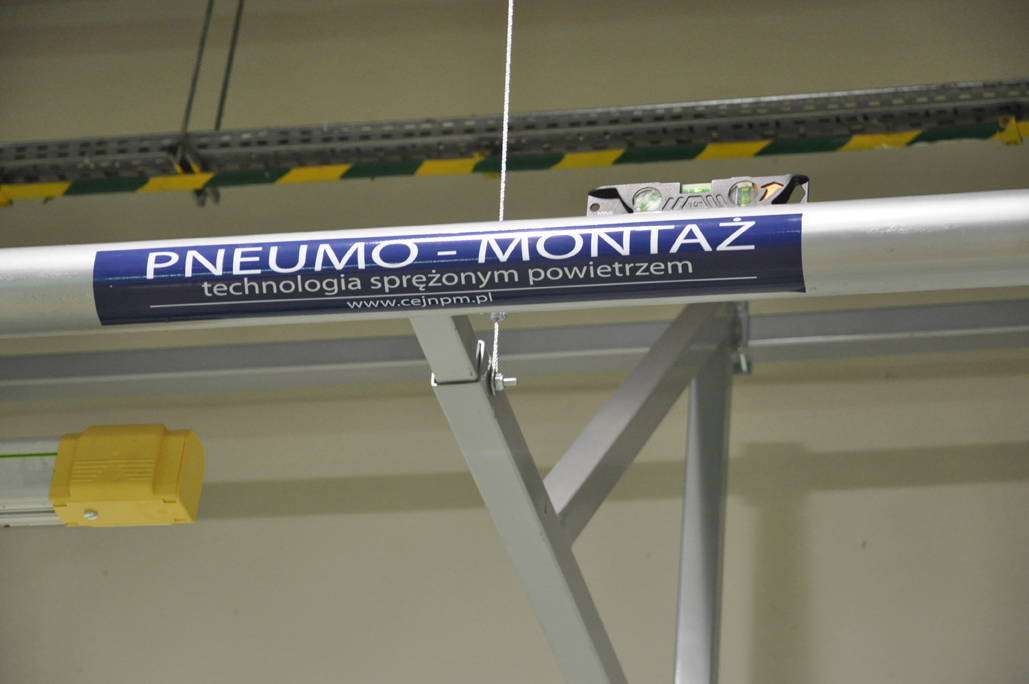 PNEUMO - MONTAŻ
technologia sprężonym powietrzem
www.cejnpm.pl